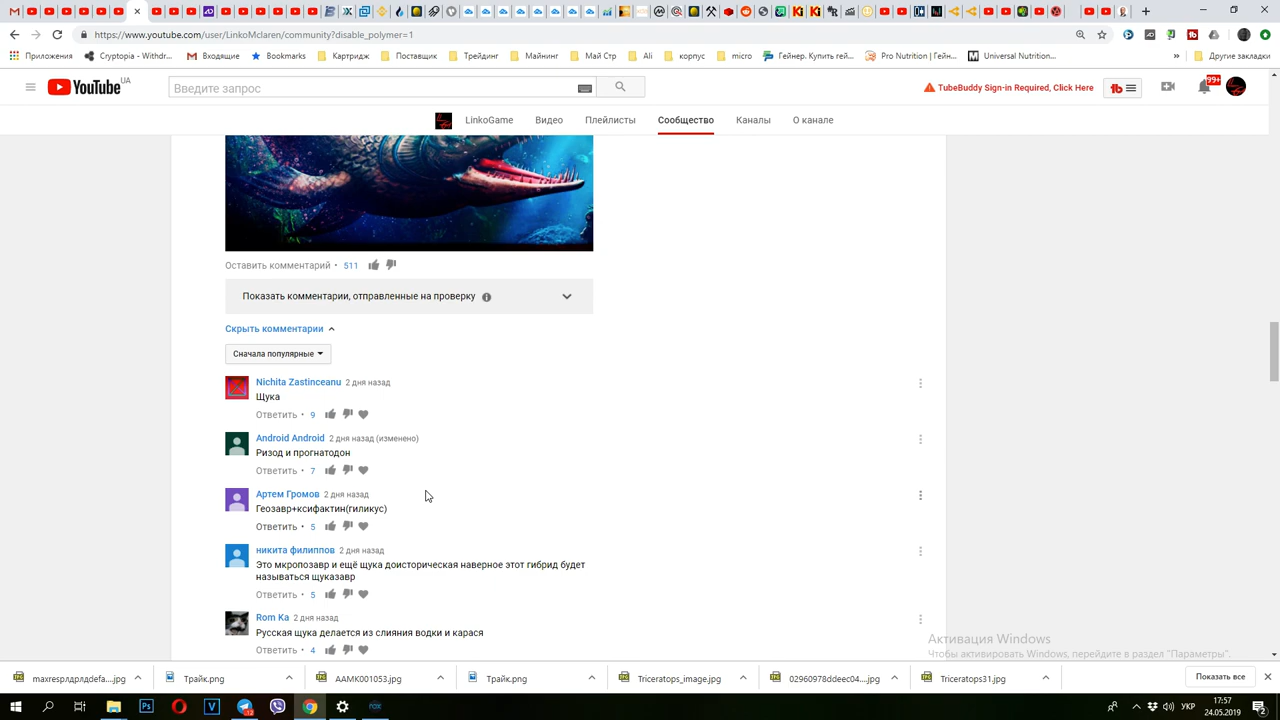 https://www.youtube.com/user/LinkoMclaren/community?disable_polymer=1
Приложения
Cryptopia - Withdr...
Входящие
Bookmarks
Картридж
Поставщик
Трейдинг
Майнинг
Май Стр
Ali
корпус
micro
Гейнер. Купить гей...
Pro Nutrition | Гейн...
Universal Nutrition...
»
Другие закладки
YouTube UA
Введите запрос
TubeBuddy Sign-in Required, Click Here
tb
99+
LinkoGame
Видео
Плейлисты
Сообщество
Каналы
О канале
Оставить комментарий • 511
Показать комментарии, отправленные на проверку
Скрыть комментарии
Сначала популярные
Nichita Zastinceanu 2 дня назад
Щука
Ответить • 9
Android Android 2 дня назад (изменено)
Ризод и прогнатодон
Ответить • 7
Артем Громов 2 дня назад
Геозавр+ксифактин(гиликус)
Ответить • 5
никита филиппов 2 дня назад
Это мкропозавр и ещё щука доисторическая наверное этот гибрид будет
называться щуказавр
Ответить • 5
Rom Ka 2 дня назад
Русская щука делается из слияния водки и карася
Ответить • 4
Активация Windows
Чтобы активировать Windows, перейдите в раздел "Параметры".
maxresрлдрлдdefa....jpg
Трайк.png
AAMK001053.jpg
Трайк.png
Triceratops_image.jpg
02960978ddeec04....jpg
Triceratops31.jpg
Показать все
УКР
17:57
24.05.2019
2